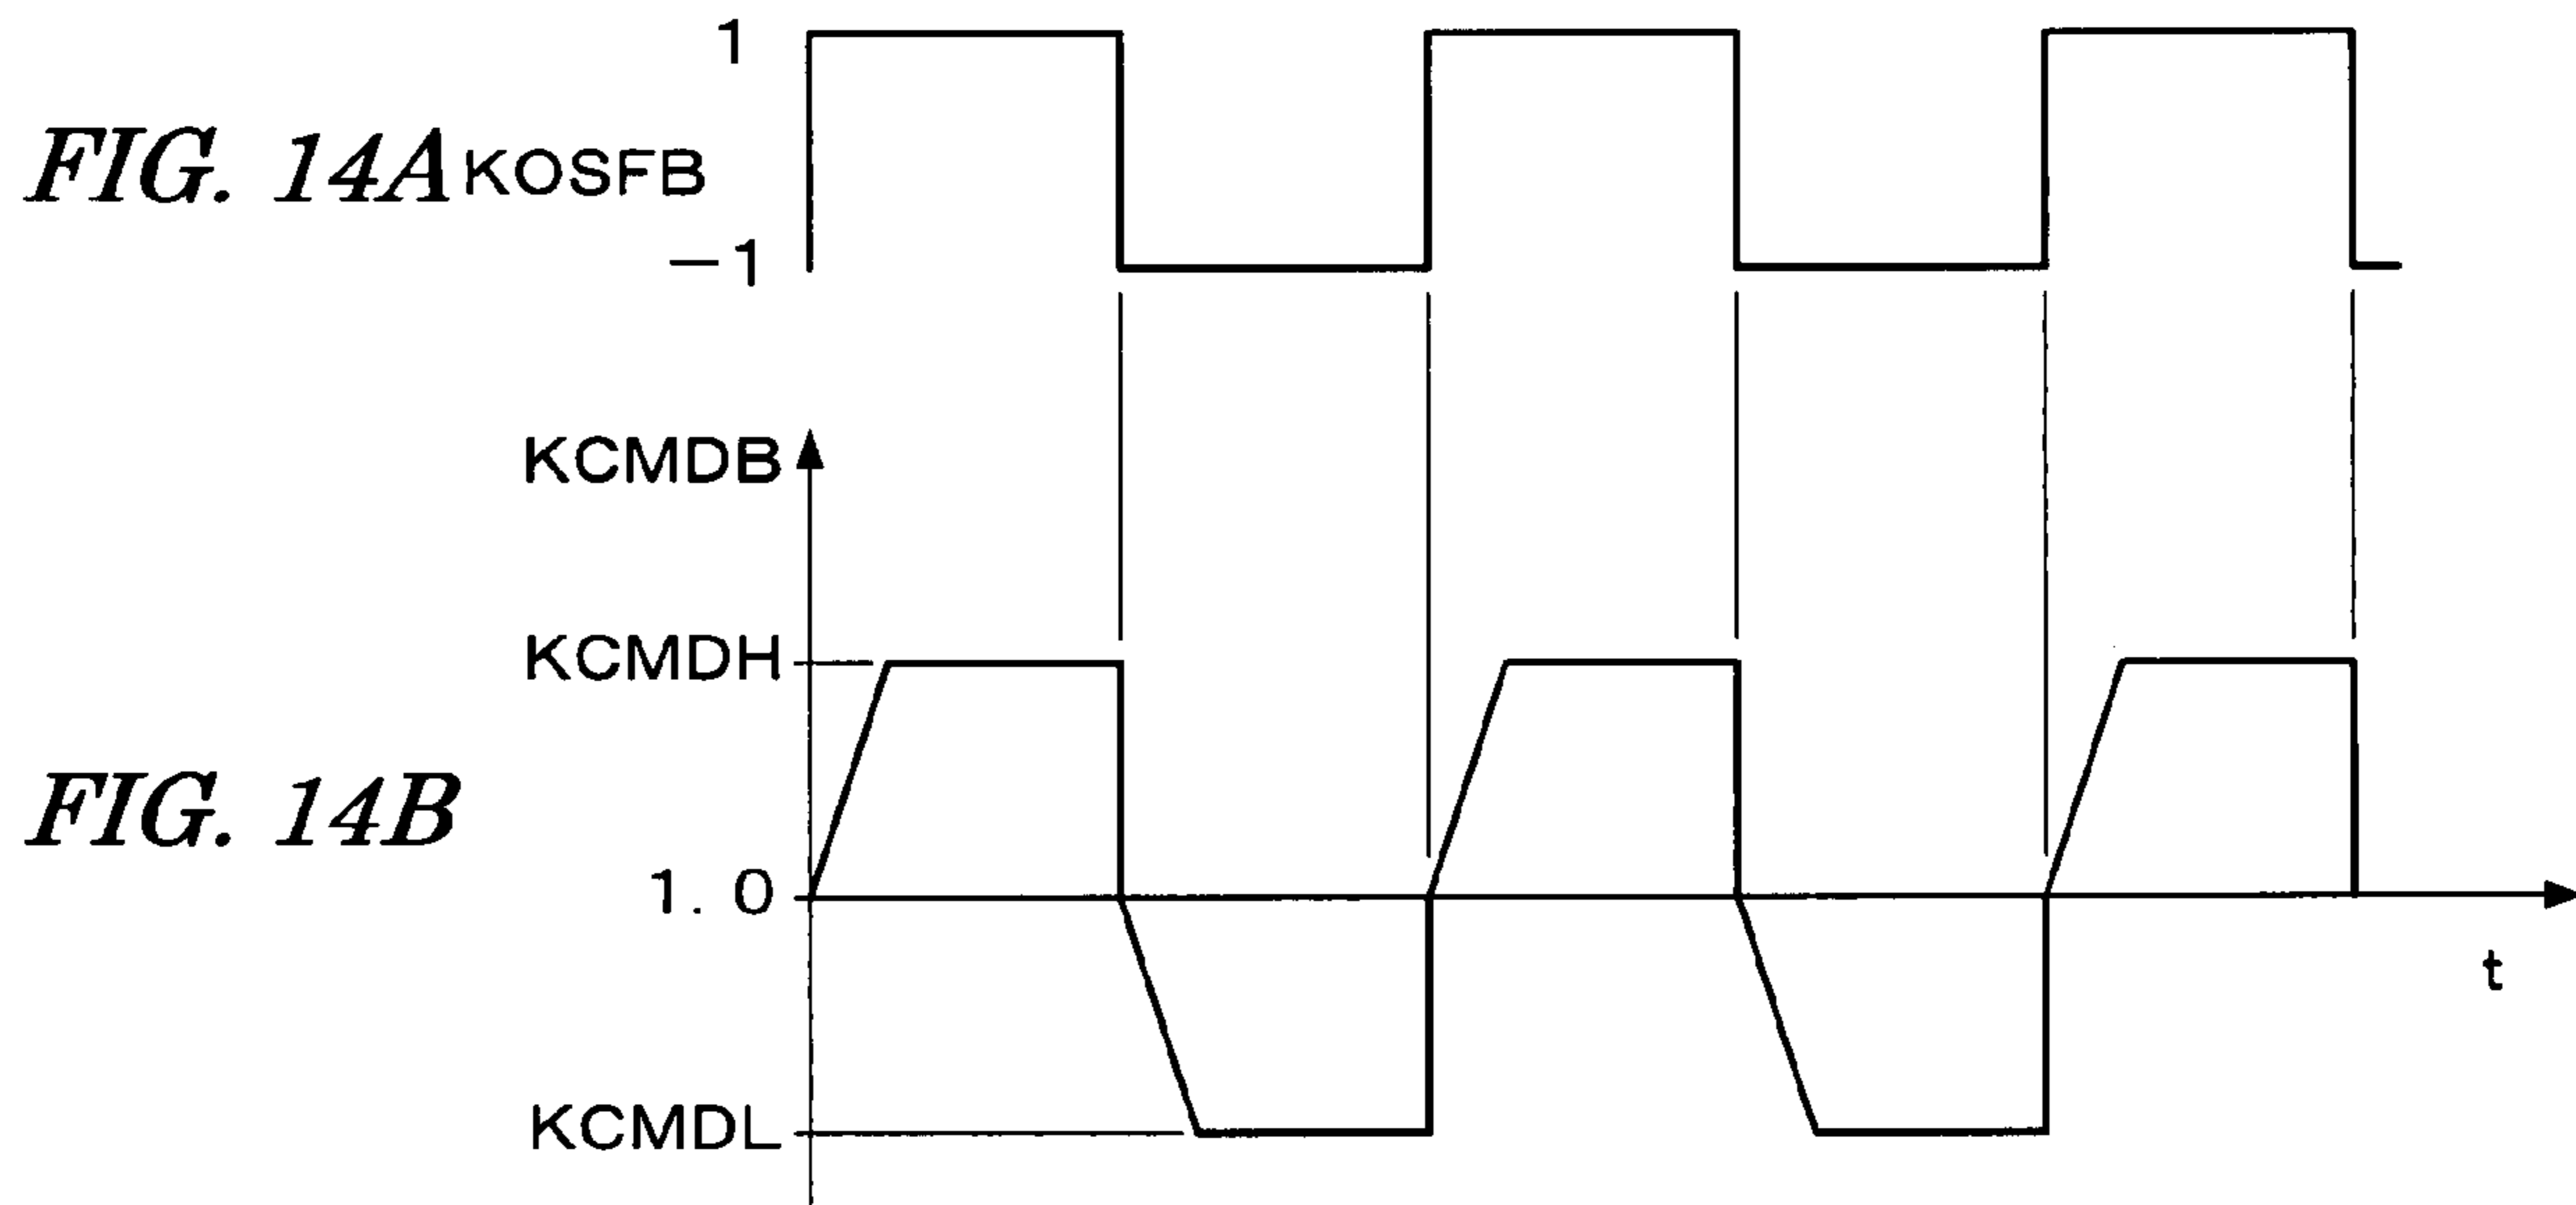 1
FIG. 14A KOSFB
−1
KCMDB
KCMDH
FIG. 14B
1. 0
t
KCMDL